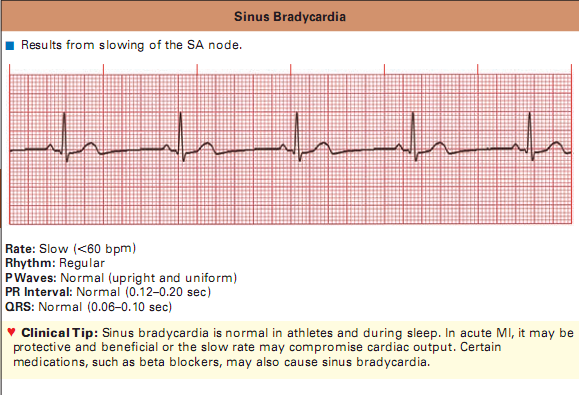 Sinus Bradycardia
Results from slowing of the SA node.
Rate: Slow (<60 bpm)
Rhythm: Regular
P Waves: Normal (upright and uniform)
PR Interval: Normal (0.12–0.20 sec)
QRS: Normal (0.06–0.10 sec)
♥ Clinical Tip: Sinus bradycardia is normal in athletes and during sleep. In acute MI, it may be
protective and beneficial or the slow rate may compromise cardiac output. Certain
medications, such as beta blockers, may also cause sinus bradycardia.